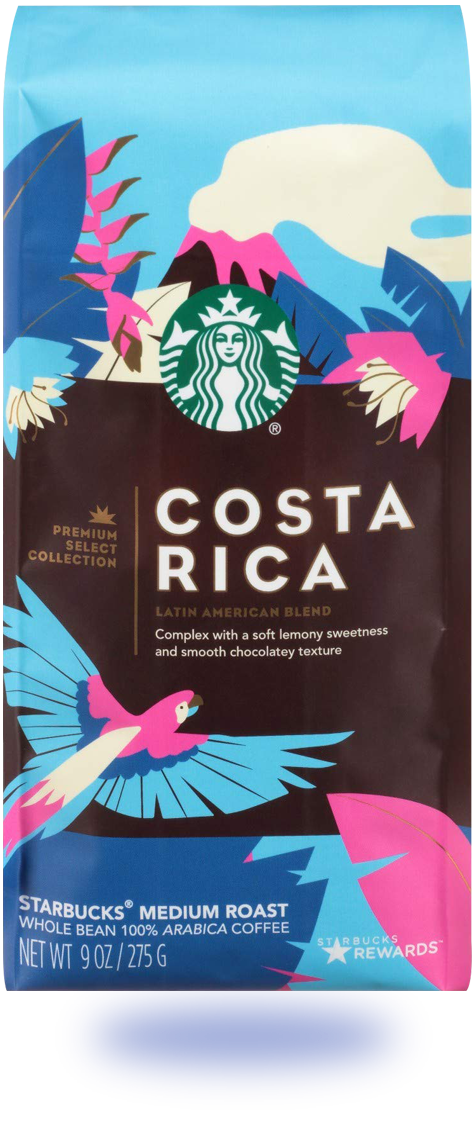 ®
PREMIUM
SELECT
COLLECTION
COSTA
RICA
LATIN AMERICAN BLEND
Complex with a soft lemony sweetness
and smooth chocolatey texture
STARBUCKS® MEDIUM ROAST
WHOLE BEAN 100% ARABICA COFFEE
NET WT 9 OZ / 275 G
STARBUCKS
REWARDS™